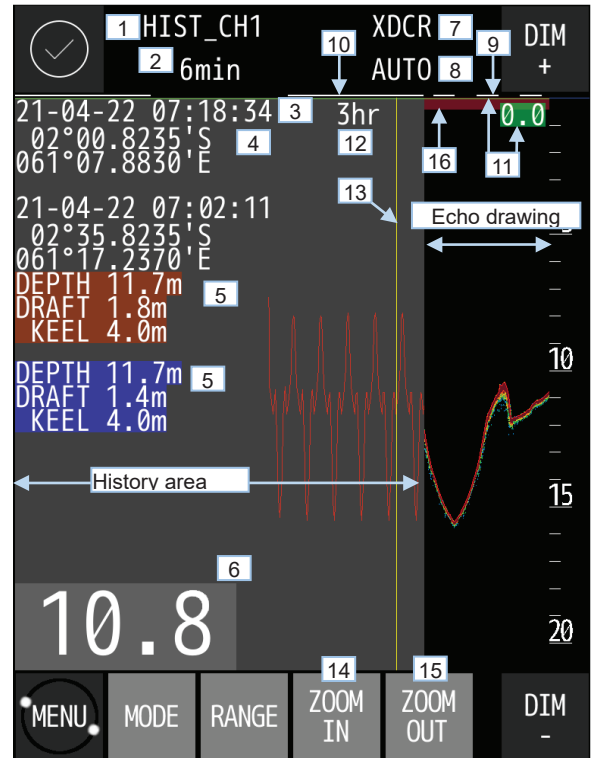 1 HIST_CH1 XDCR 7 DIM
2 6min 10 AUTO 8 9 +
21-04-22 07:18:34 3 3hr 0.0
02°00.8235'S 4 12 16 11
061°07.8830'E
13
21-04-22 07:02:11 Echo drawing
02°35.8235'S
061°17.2370'E
DEPTH 11.7m 5
DRAFT 1.8m
KEEL 4.0m
10
DEPTH 11.7m 5
DRAFT 1.4m
KEEL 4.0m
History area 15
6
10.8 20
14 15
MENU MODE RANGE ZOOM IN ZOOM OUT DIM -